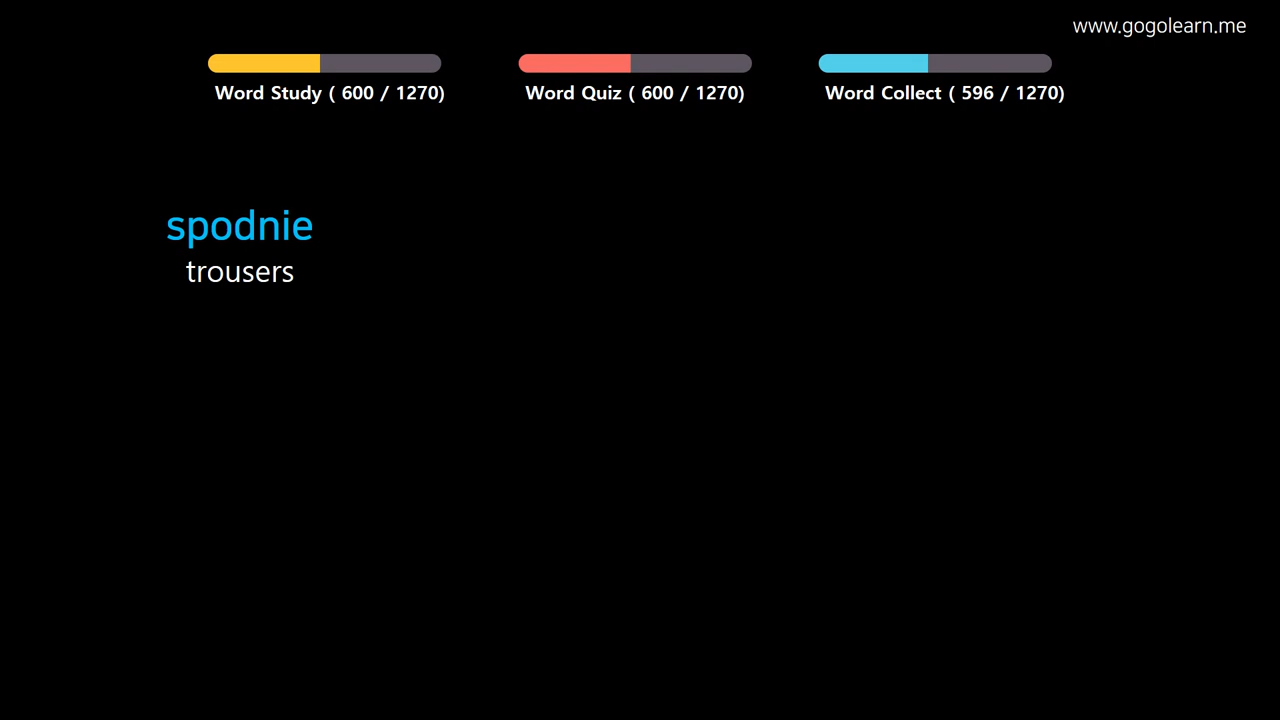 www.gogolearn.me
Word Study ( 600 / 1270)
Word Quiz ( 600 / 1270)
Word Collect ( 596 / 1270)
spodnie
trousers